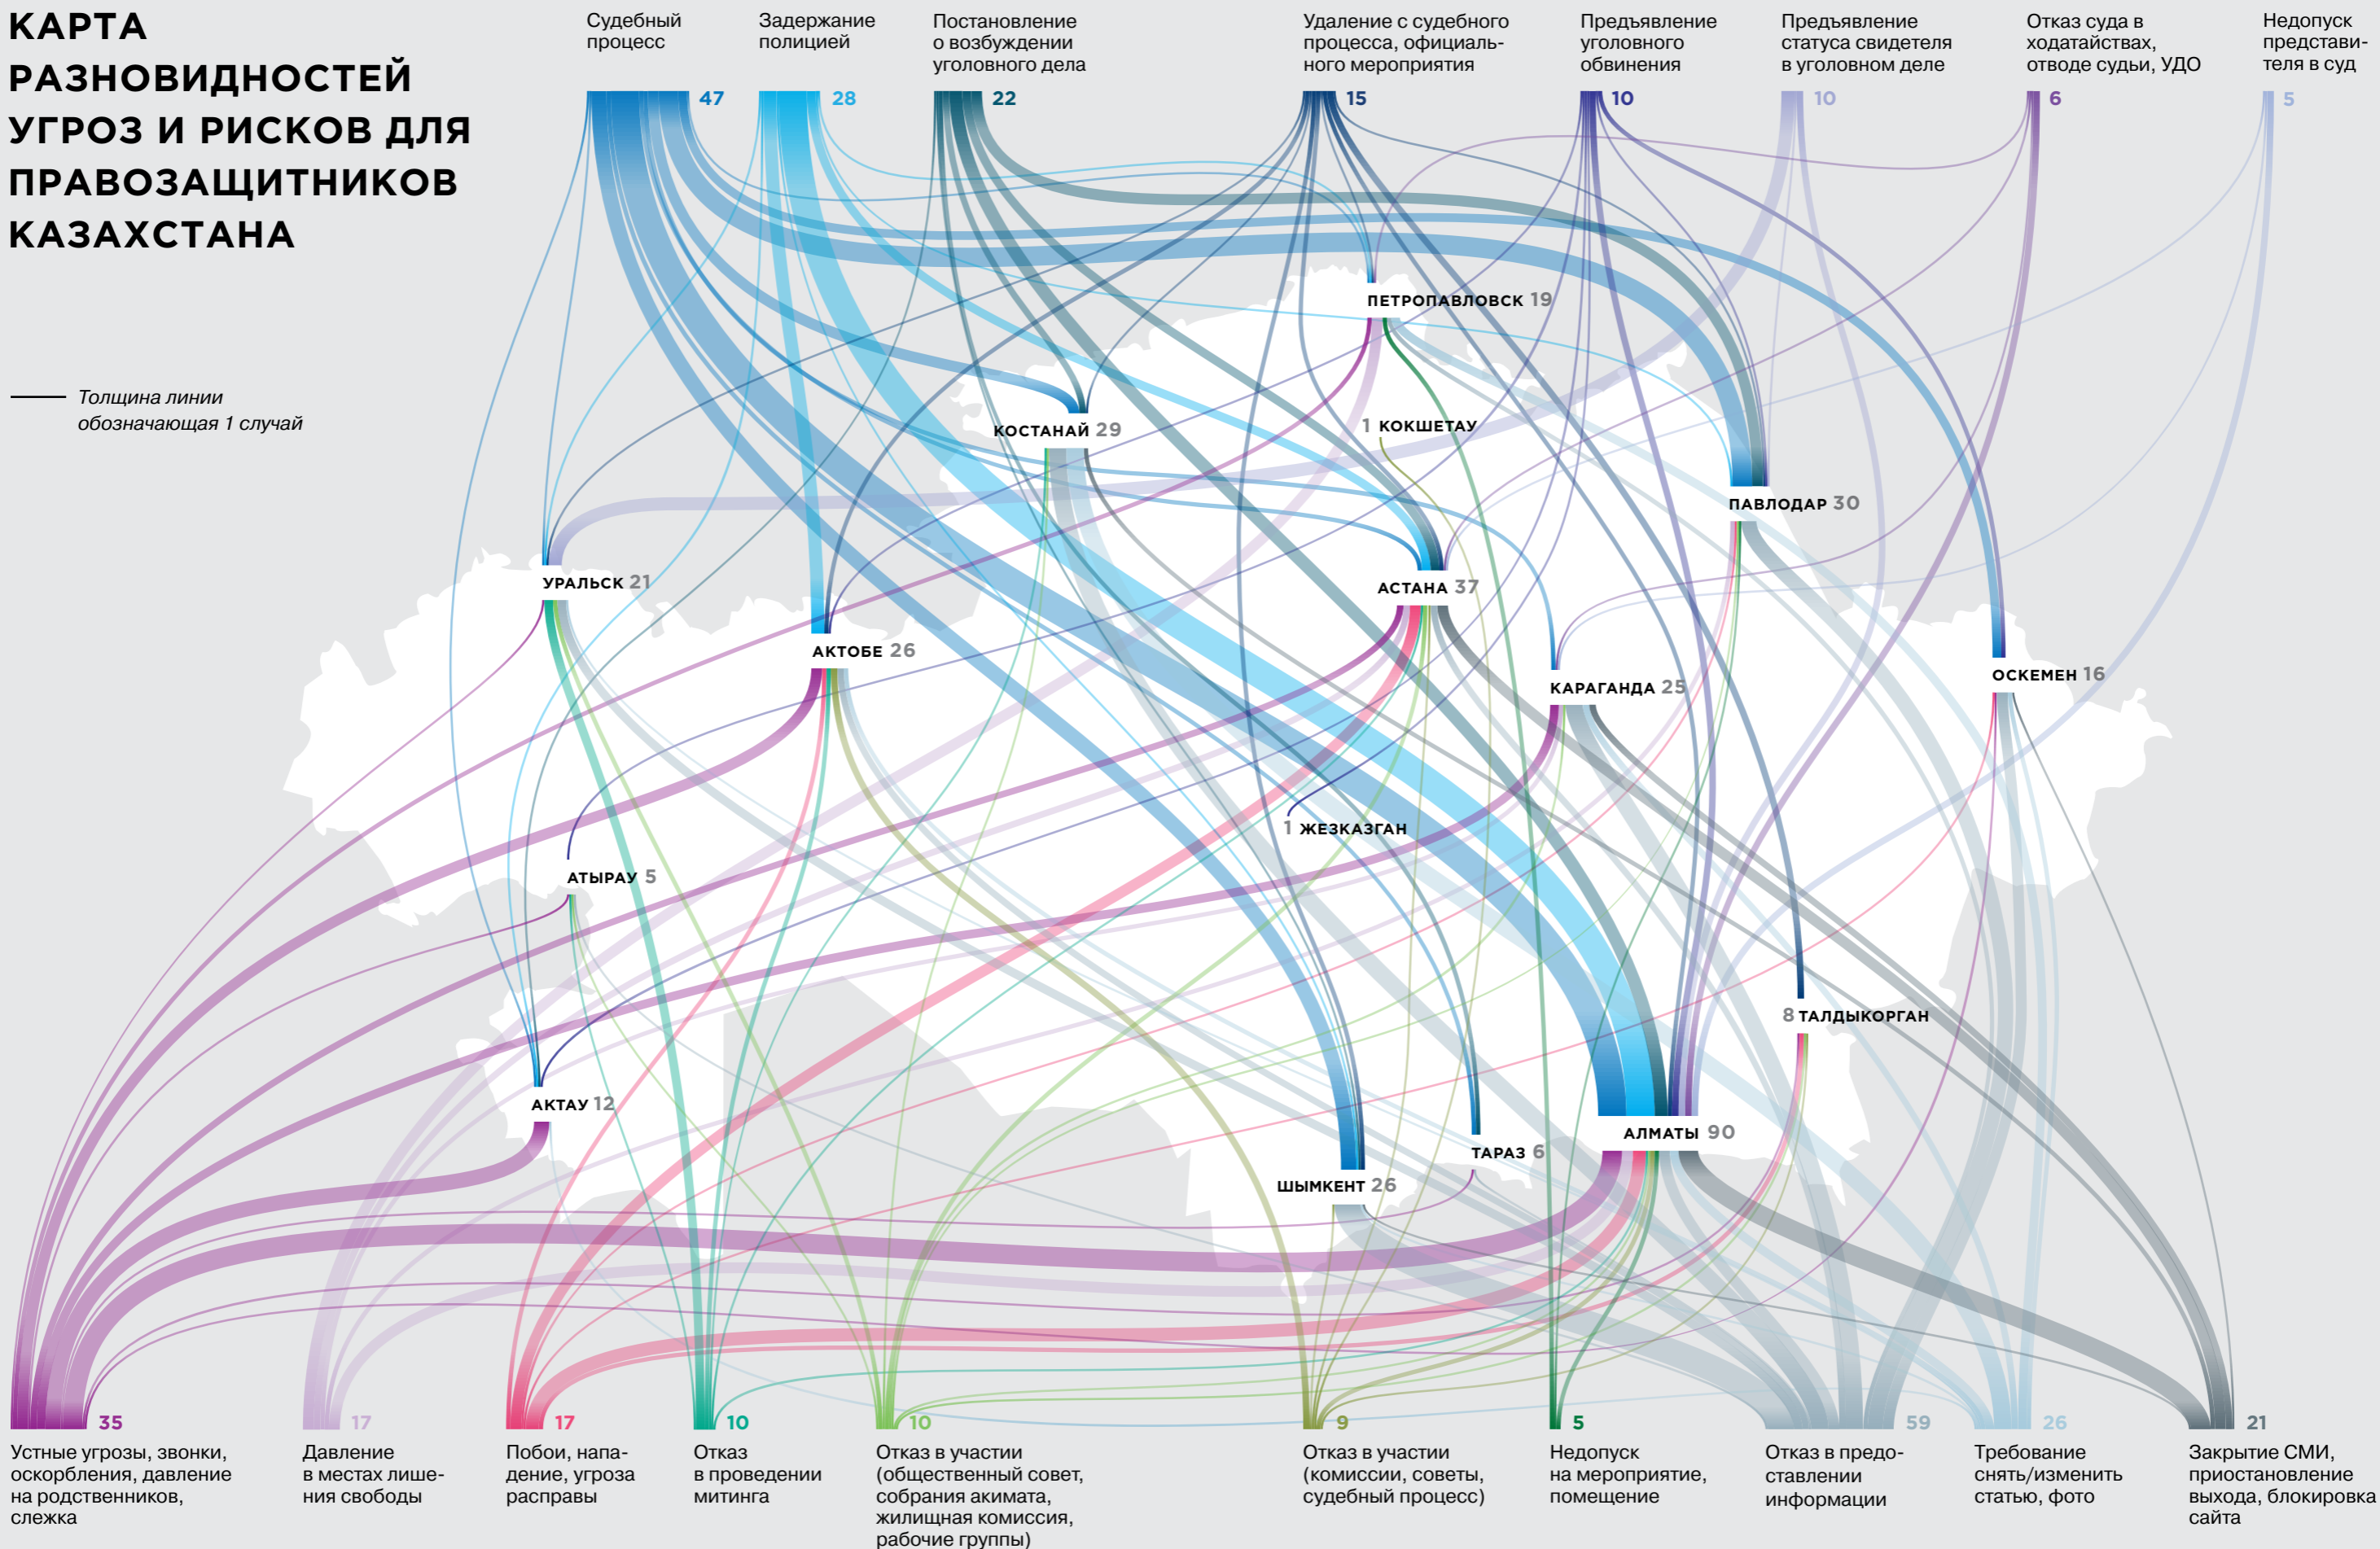 КАРТА
РАЗНОВИДНОСТЕЙ
УГРОЗ И РИСКОВ ДЛЯ
ПРАВОЗАЩИТНИКОВ
КАЗАХСТАНА
Толщина линии
обозначающая 1 случай
Судебный
процесс
47
Задержание
полицией
28
Постановление
о возбуждении
уголовного дела
22
Удаление с судебного
процесса, официаль-
ного мероприятия
15
Предъявление
уголовного
обвинения
10
Предъявление
статуса свидетеля
в уголовном деле
10
Отказ суда в
ходатайствах,
отводе судьи, УДО
6
Недопуск
представи-
теля в суд
5
ПЕТРОПАВЛОВСК 19
КОСТАНАЙ 29
1 КОКШЕТАУ
ПАВЛОДАР 30
УРАЛЬСК 21
АСТАНА 37
АКТОБЕ 26
КАРАГАНДА 25
ОСКЕМЕН 16
1 ЖЕЗКАЗГАН
АТЫРАУ 5
8 ТАЛДЫКОРГАН
АКТАУ 12
АЛМАТЫ 90
ТАРАЗ 6
ШЫМКЕНТ 26
35
Устные угрозы, звонки,
оскорбления, давление
на родственников,
слежка
17
Давление
в местах лише-
ния свободы
17
Побои, напа-
дение, угроза
расправы
10
Отказ
в проведении
митинга
10
Отказ в участии
(общественный совет,
собрания акимата,
жилищная комиссия,
рабочие группы)
9
Отказ в участии
(комиссии, советы,
судебный процесс)
5
Недопуск
на мероприятие,
помещение
59
Отказ в предо-
ставлении
информации
26
Требование
снять/изменить
статью, фото
21
Закрытие СМИ,
приостановление
выхода, блокировка
сайта